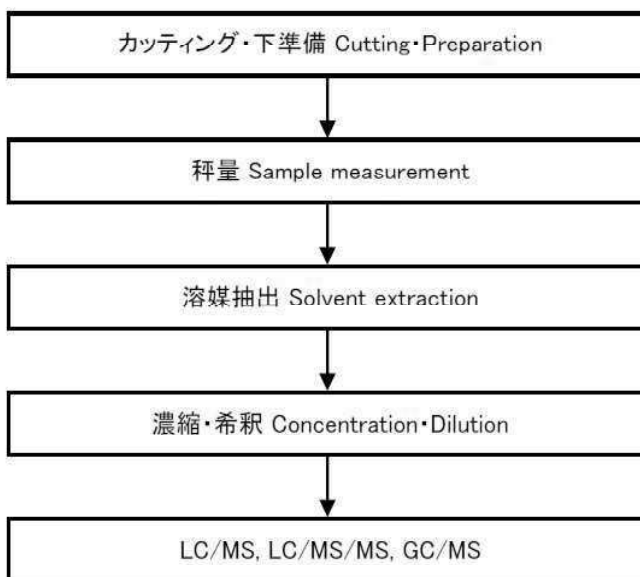 カッティング・下準備 Cutting・Preparation
秤量 Sample measurement
溶媒抽出 Solvent extraction
濃縮・希釈 Concentration・Dilution
LC/MS, LC/MS/MS, GC/MS